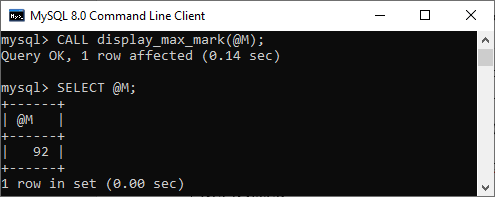 MySQL 8.0 Command Line Client
mysql> CALL display_max_mark(@M);
Query OK, 1 row affected (0.14 sec)
mysql> SELECT @M;
+------+
| @M   |
+------+
|   92 |
+------+
1 row in set (0.00 sec)